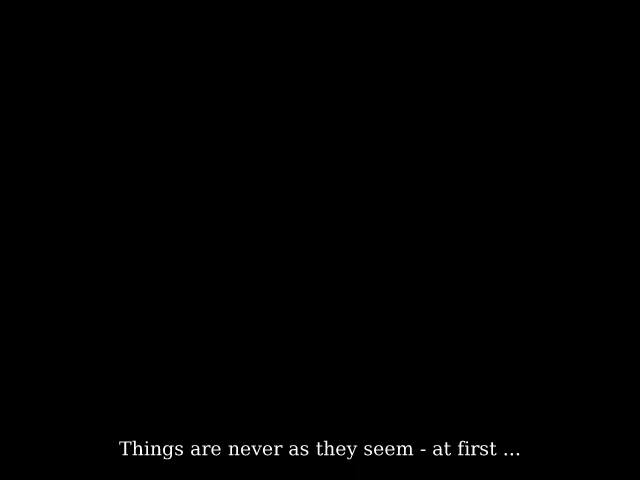 Things are never as they seem - at first ...